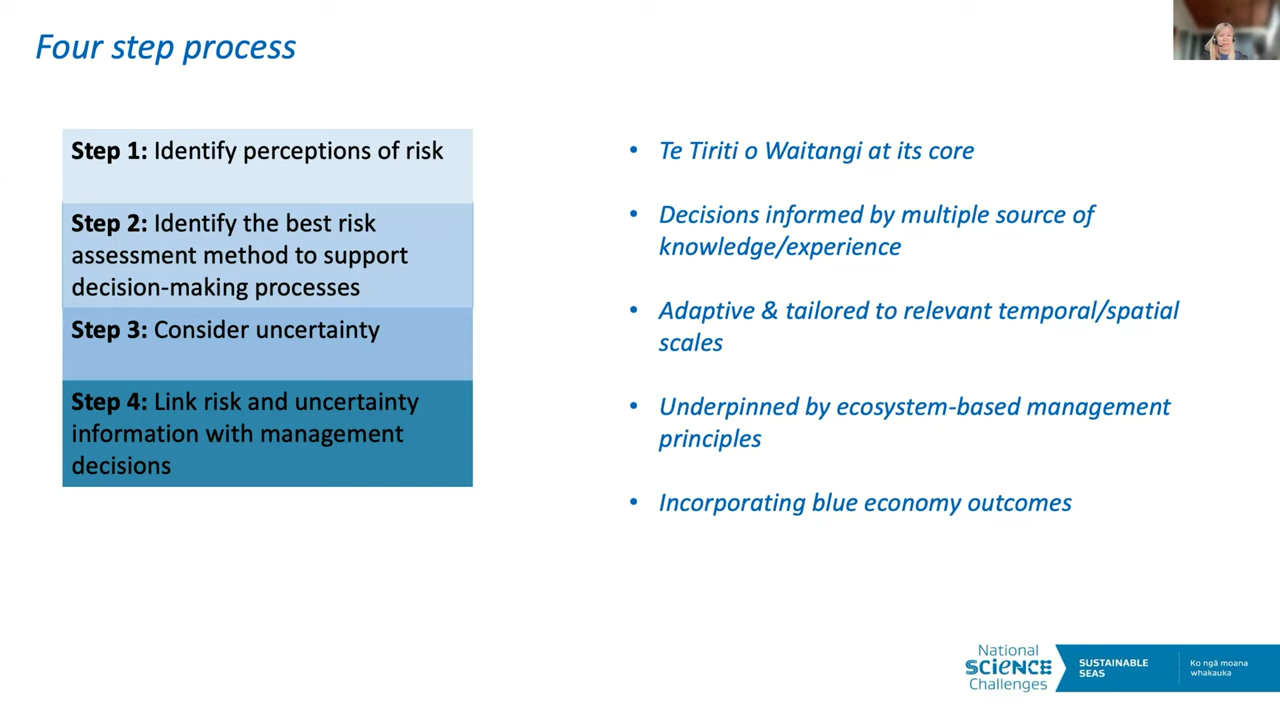 Four step process
Step 1: Identify perceptions of risk
Step 2: Identify the best risk
assessment method to support
decision-making processes
Step 3: Consider uncertainty
Step 4: Link risk and uncertainty
information with management
decisions
• Te Tiriti o Waitangi at its core
• Decisions informed by multiple source of
knowledge/experience
• Adaptive & tailored to relevant temporal/spatial
scales
• Underpinned by ecosystem-based management
principles
• Incorporating blue economy outcomes
National
SCIENCE
Challenges
SUSTAINABLE
SEAS
Ko ngā moana
whakauka